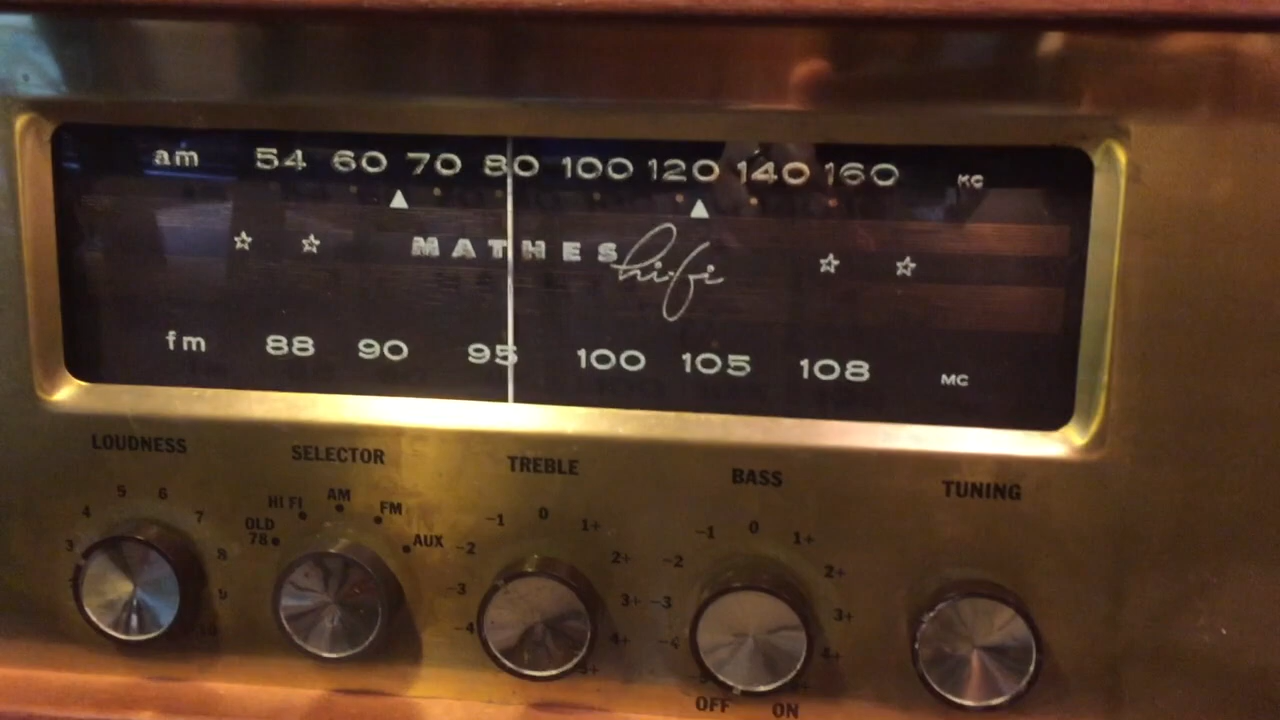 am 54 60 70 80 100 120 140 160 KC
MATHES hi-fi
fm 88 90 95 100 105 108 MC
LOUDNESS SELECTOR TREBLE BASS TUNING
3 4 5 6 7 8 9 10
OLD 78 HI FI AM FM AUX
-4 -3 -2 -1 0 1+ 2+ 3+ 4+
-4 -3 -2 -1 0 1+ 2+ 3+ 4+
OFF ON